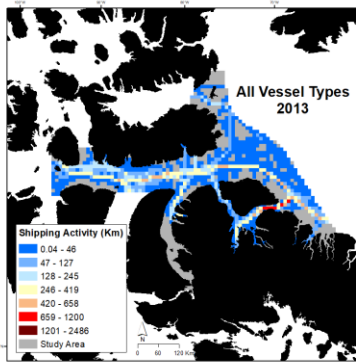 All Vessel Types
2013
Shipping Activity (Km)
0.04 - 46
47 - 127
128 - 245
246 - 419
420 - 658
659 - 1200
1201 - 2486
Study Area
N
0 30 60 120 Km